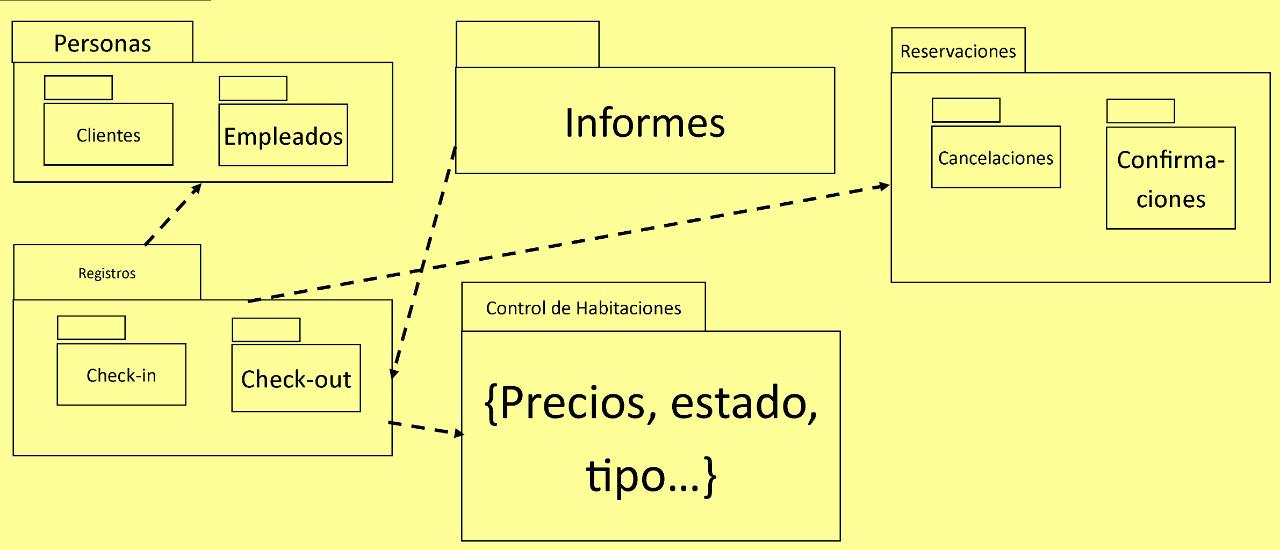 Personas
Clientes
Empleados
Informes
Reservaciones
Cancelaciones
Confirma-
ciones
Registros
Check-in
Check-out
Control de Habitaciones
{Precios, estado,
tipo...}